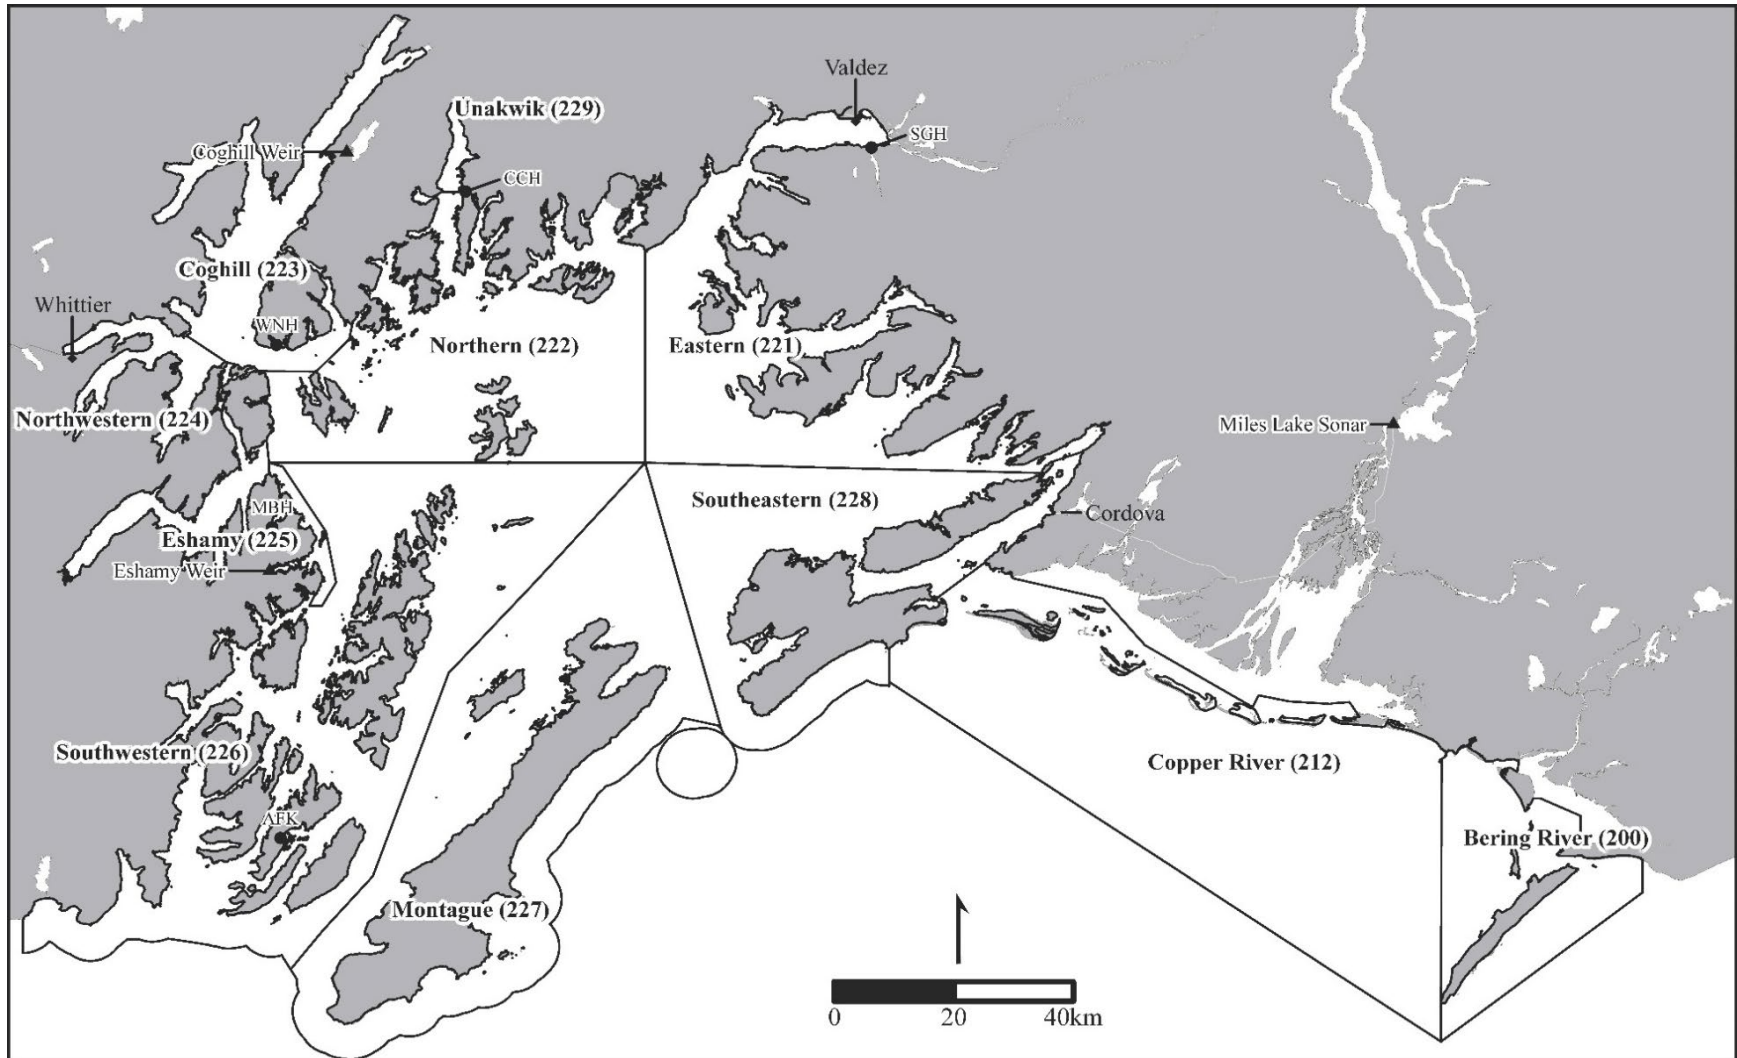 Valdez
Unakwik (229)
SGH
Coghill Weir
CCH
Coghill (223)
Whittier
WNH
Northern (222)
Eastern (221)
Northwestern (224)
Miles Lake Sonar
Southeastern (228)
MBH
Cordova
Eshamy (225)
Eshamy Weir
Southwestern (226)
Copper River (212)
AFK
Bering River (200)
Montague (227)
0 20 40km